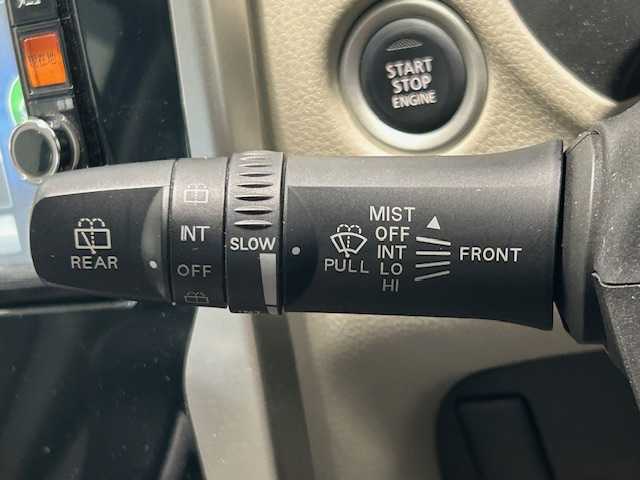 START
STOP
ENGINE
REAR
INT
OFF
SLOW
PULL
MIST
OFF
INT
LO
HI
FRONT